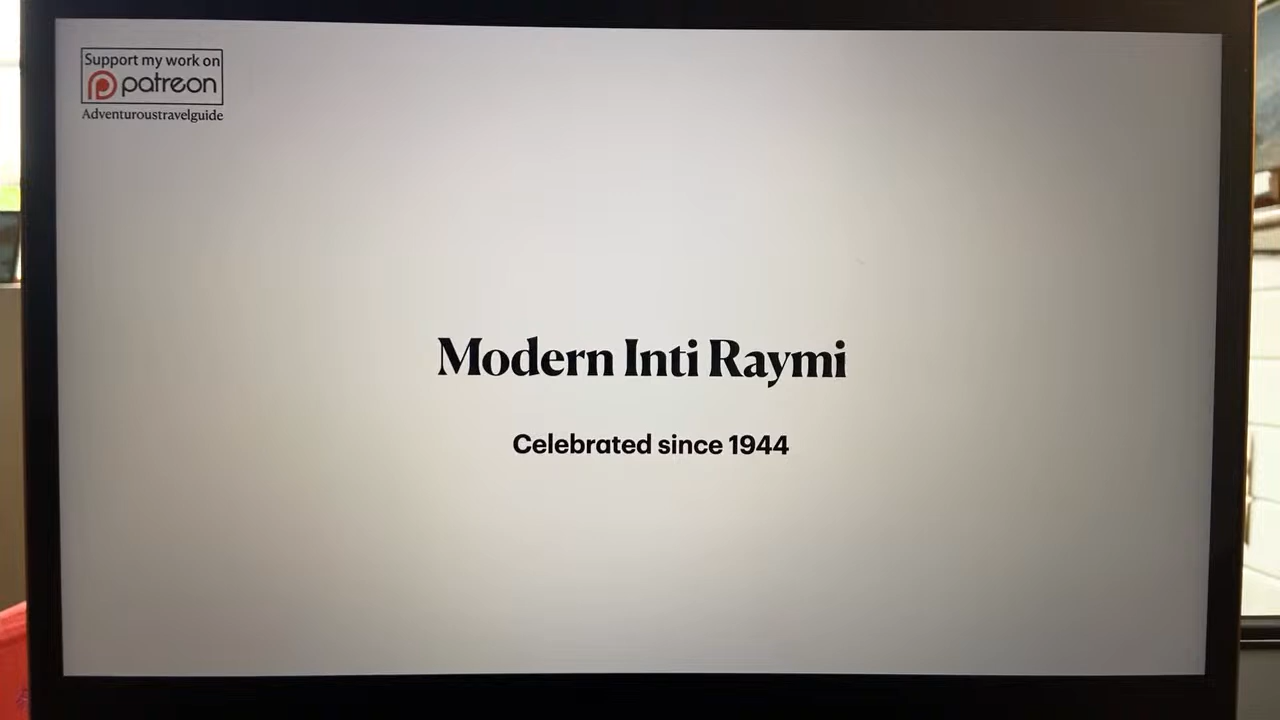 Support my work on
patreon
Adventuroustravelguide
Modern Inti Raymi
Celebrated since 1944